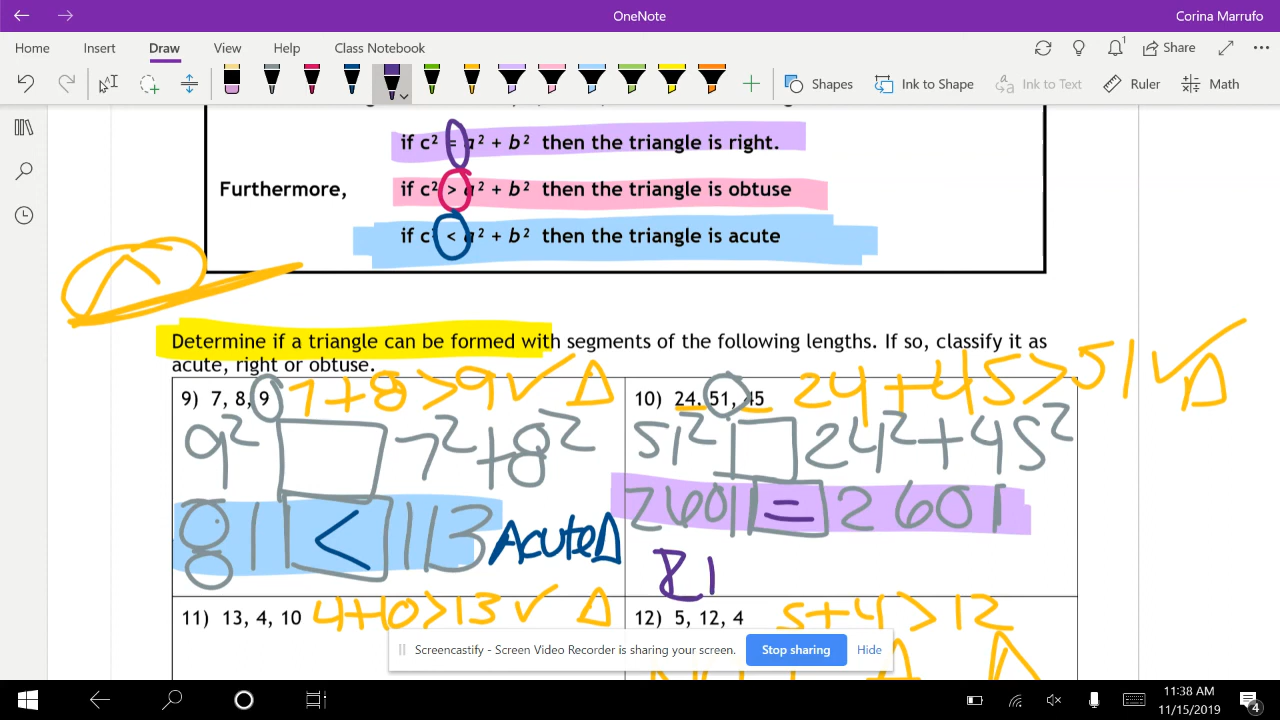 OneNote
Corina Marrufo
Home Insert Draw View Help Class Notebook
1 Share
Shapes Ink to Shape Ink to Text Ruler Math
if c² = a² + b² then the triangle is right.
Furthermore, if c² > a² + b² then the triangle is obtuse
if c² < a² + b² then the triangle is acute
Determine if a triangle can be formed with segments of the following lengths. If so, classify it as
acute, right or obtuse.
9) 7, 8, 9 7+8>9✓ Δ
9² 7²+8²
81 < 113 Acute Δ
10) 24, 51, 45 24+45>51✓ Δ
51² 24²+45²
2601 = 2601
11) 13, 4, 10 4+10>13 ✓ Δ
12) 5, 12, 4 5+4>12
Screencastify - Screen Video Recorder is sharing your screen. Stop sharing Hide
11:38 AM
11/15/2019
4